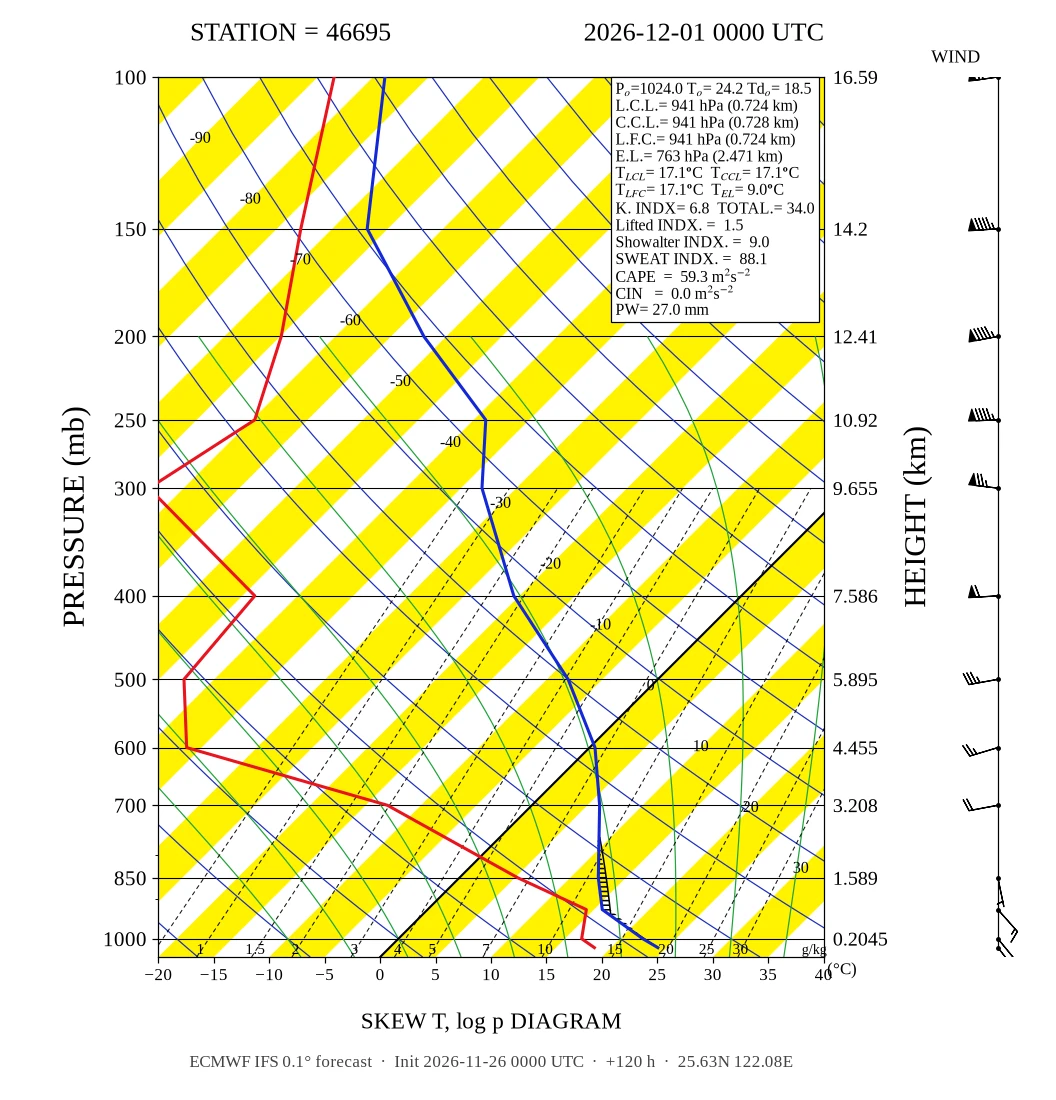 STATION = 46695 2026-12-01 0000 UTC
WIND
100 16.59
150 14.2
200 12.41
250 10.92
300 9.655
400 7.586
500 5.895
600 4.455
700 3.208
850 1.589
1000 0.2045
PRESSURE (mb)
HEIGHT (km)
Pₒ=1024.0 Tₒ= 24.2 Tdₒ= 18.5
L.C.L.= 941 hPa (0.724 km)
C.C.L.= 941 hPa (0.728 km)
L.F.C.= 941 hPa (0.724 km)
E.L.= 763 hPa (2.471 km)
T_LCL= 17.1°C T_CCL= 17.1°C
T_LFC= 17.1°C T_EL= 9.0°C
K. INDX= 6.8 TOTAL.= 34.0
Lifted INDX. = 1.5
Showalter INDX. = 9.0
SWEAT INDX. = 88.1
CAPE = 59.3 m²s⁻²
CIN = 0.0 m²s⁻²
PW= 27.0 mm
-90
-80
-70
-60
-50
-40
-30
-20
-10
0
10
20
30
1 1.5 2 3 4 5 7 10 15 20 25 30 g/kg
−20 −15 −10 −5 0 5 10 15 20 25 30 35 40 (°C)
SKEW T, log p DIAGRAM
ECMWF IFS 0.1° forecast · Init 2026-11-26 0000 UTC · +120 h · 25.63N 122.08E